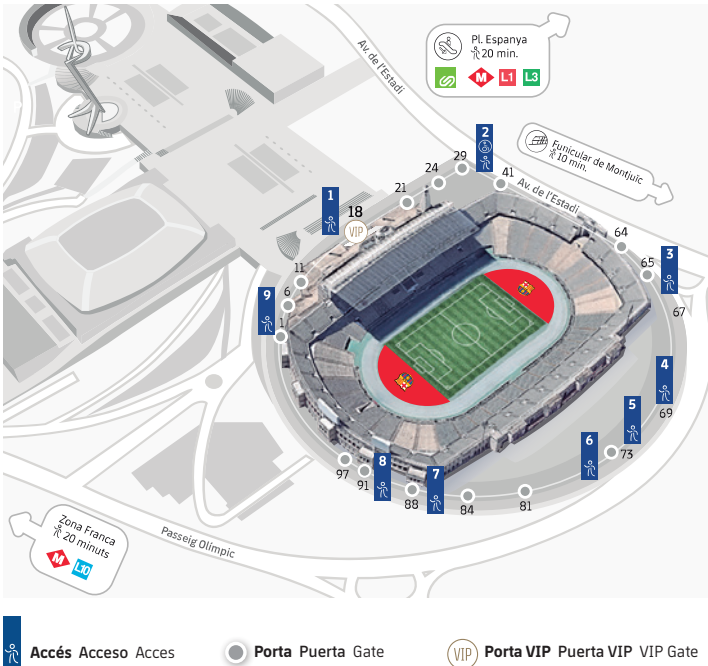 Av. de l'Estadi
Pl. Espanya
20 min.
M L1 L3
Funicular de Montjuïc
10 min.
Av. de l'Estadi
2
29
24
41
21
1
18
VIP
64
11
65
3
6
9
67
1
4
69
5
6
73
97
91
8
7
88
84
81
Zona Franca
20 minuts
M L10
Passeig Olímpic
Accés Acceso Acces
Porta Puerta Gate
VIP Porta VIP Puerta VIP VIP Gate